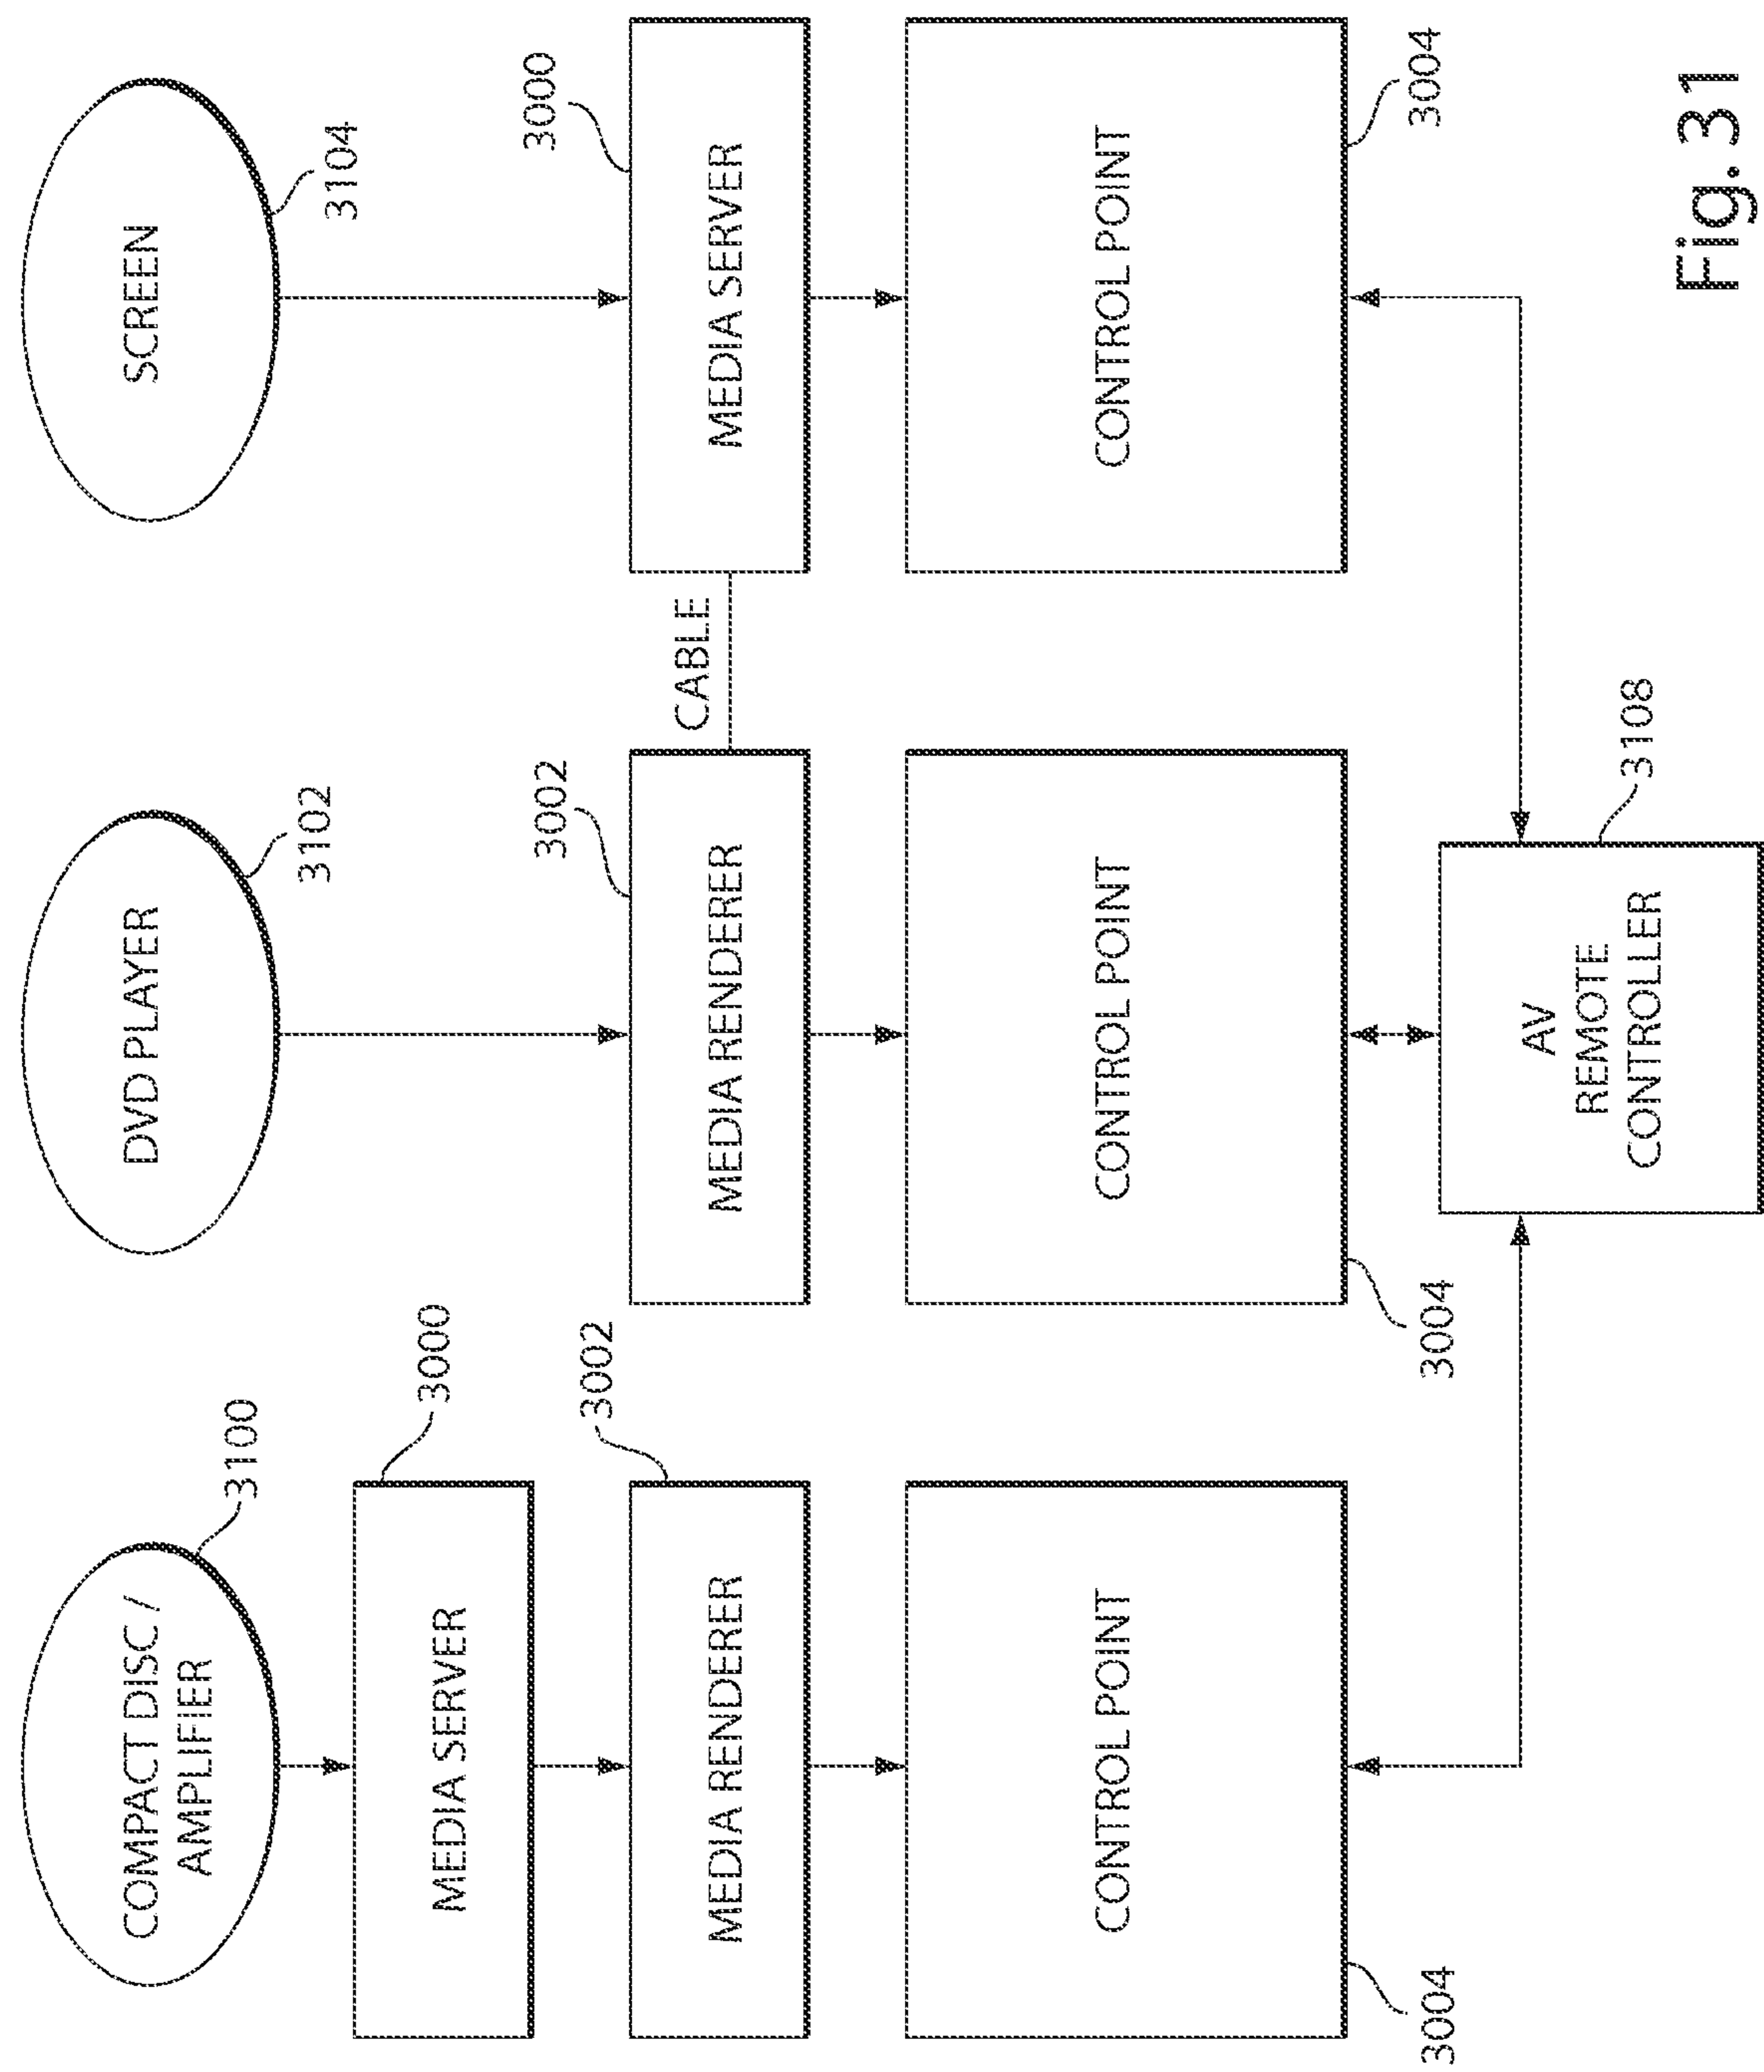 COMPACT DISC /
AMPLIFIER
3100
MEDIA SERVER
3000
MEDIA RENDERER
3002
CONTROL POINT
3004
DVD PLAYER
3102
MEDIA RENDERER
3002
CABLE
CONTROL POINT
3004
SCREEN
3104
MEDIA SERVER
3000
CONTROL POINT
3004
AV
REMOTE
CONTROLLER
3108
Fig. 31